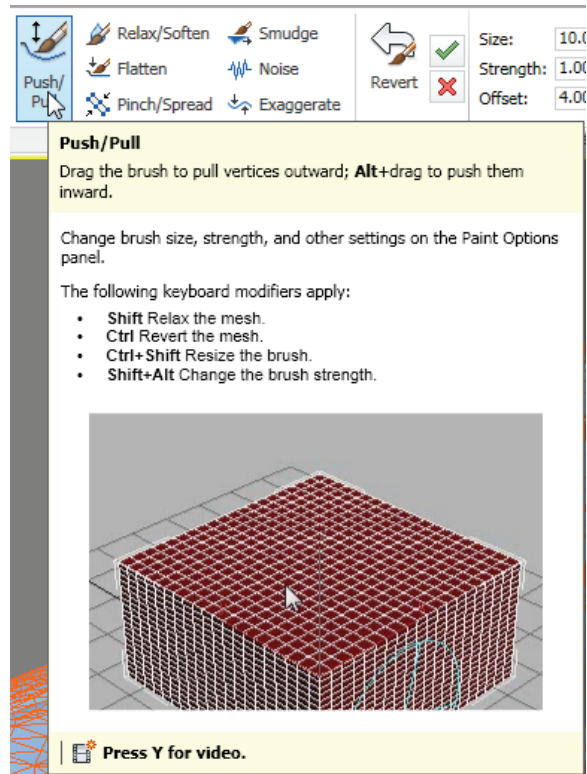 Relax/Soften
Smudge
Flatten
Noise
Pinch/Spread
Exaggerate
Push/
Pu
Revert
Size:
10.0
Strength:
1.00
Offset:
4.00
Push/Pull
Drag the brush to pull vertices outward; Alt+drag to push them
inward.
Change brush size, strength, and other settings on the Paint Options
panel.
The following keyboard modifiers apply:
• Shift Relax the mesh.
• Ctrl Revert the mesh.
• Ctrl+Shift Resize the brush.
• Shift+Alt Change the brush strength.
Press Y for video.